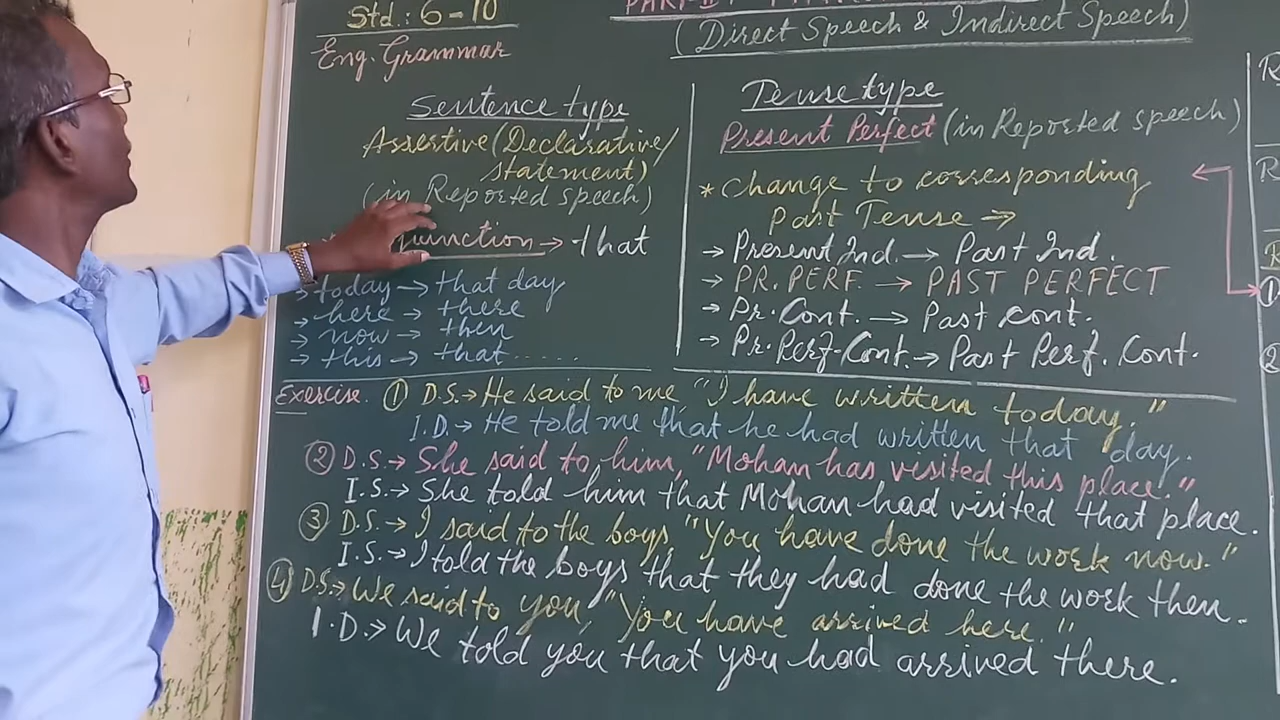 Std.: 6-10
Eng. Grammar
(Direct Speech & Indirect Speech)
Sentence type
Assertive (Declarative/
statement)
(in Reported speech)
junction → that
→ today → that day
→ here → there
→ now → then
→ this → that......
Tense type
Present Perfect (in Reported speech)
* Change to corresponding
Past Tense ⇒
→ Present Ind. → Past Ind.
→ PR. PERF. → PAST PERFECT
→ Pr. Cont. → Past cont.
→ Pr. Perf. Cont. → Past Perf. Cont.
Exercise. ① D.S.→ He said to me, "I have written today."
I.D.→ He told me that he had written that day.
② D.S.→ She said to him, "Mohan has visited this place."
I.S.→ She told him that Mohan had visited that place.
③ D.S.→ I said to the boys, "You have done the work now."
I.S.→ I told the boys that they had done the work then.
④ D.S.→ We said to you, "You have arrived here."
I.D.→ We told you that you had arrived there.
①
②